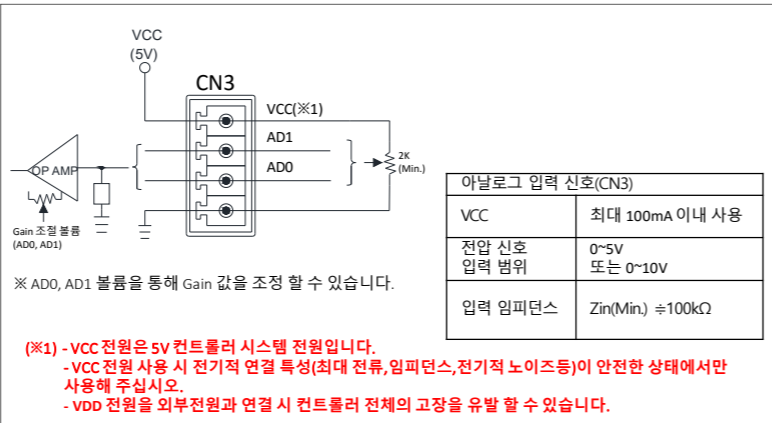 VCC
(5V)
CN3
VCC(※1)
AD1
AD0
2K
(Min.)
OP AMP
Gain 조절 볼륨
(AD0, AD1)
※ AD0, AD1 볼륨을 통해 Gain 값을 조정 할 수 있습니다.
아날로그 입력 신호(CN3)
VCC 최대 100mA 이내 사용
전압 신호 0~5V
입력 범위 또는 0~10V
입력 임피던스 Zin(Min.) ≑100kΩ
(※1) - VCC 전원은 5V 컨트롤러 시스템 전원입니다.
- VCC 전원 사용 시 전기적 연결 특성(최대 전류,임피던스,전기적 노이즈등)이 안전한 상태에서만
사용해 주십시오.
- VDD 전원을 외부전원과 연결 시 컨트롤러 전체의 고장을 유발 할 수 있습니다.